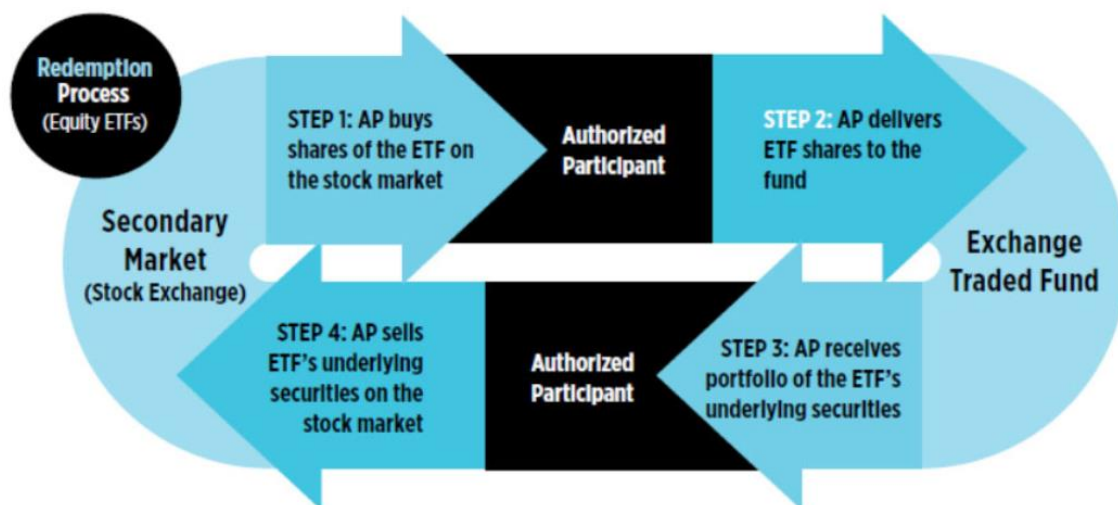 Redemption
Process
(Equity ETFs)
STEP 1: AP buys
shares of the ETF on
the stock market
Authorized
Participant
STEP 2: AP delivers
ETF shares to the
fund
Secondary
Market
(Stock Exchange)
Exchange
Traded Fund
STEP 4: AP sells
ETF's underlying
securities on the
stock market
Authorized
Participant
STEP 3: AP receives
portfolio of the ETF's
underlying securities